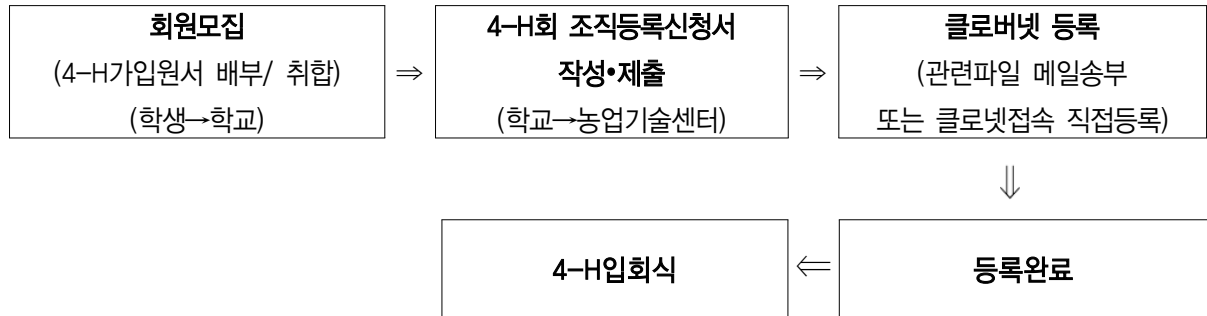 회원모집
(4-H가입원서 배부/ 취합)
(학생→학교)
⇒
4-H회 조직등록신청서
작성•제출
(학교→농업기술센터)
⇒
클로버넷 등록
(관련파일 메일송부
또는 클로넷접속 직접등록)
⇓
4-H입회식
⇐
등록완료